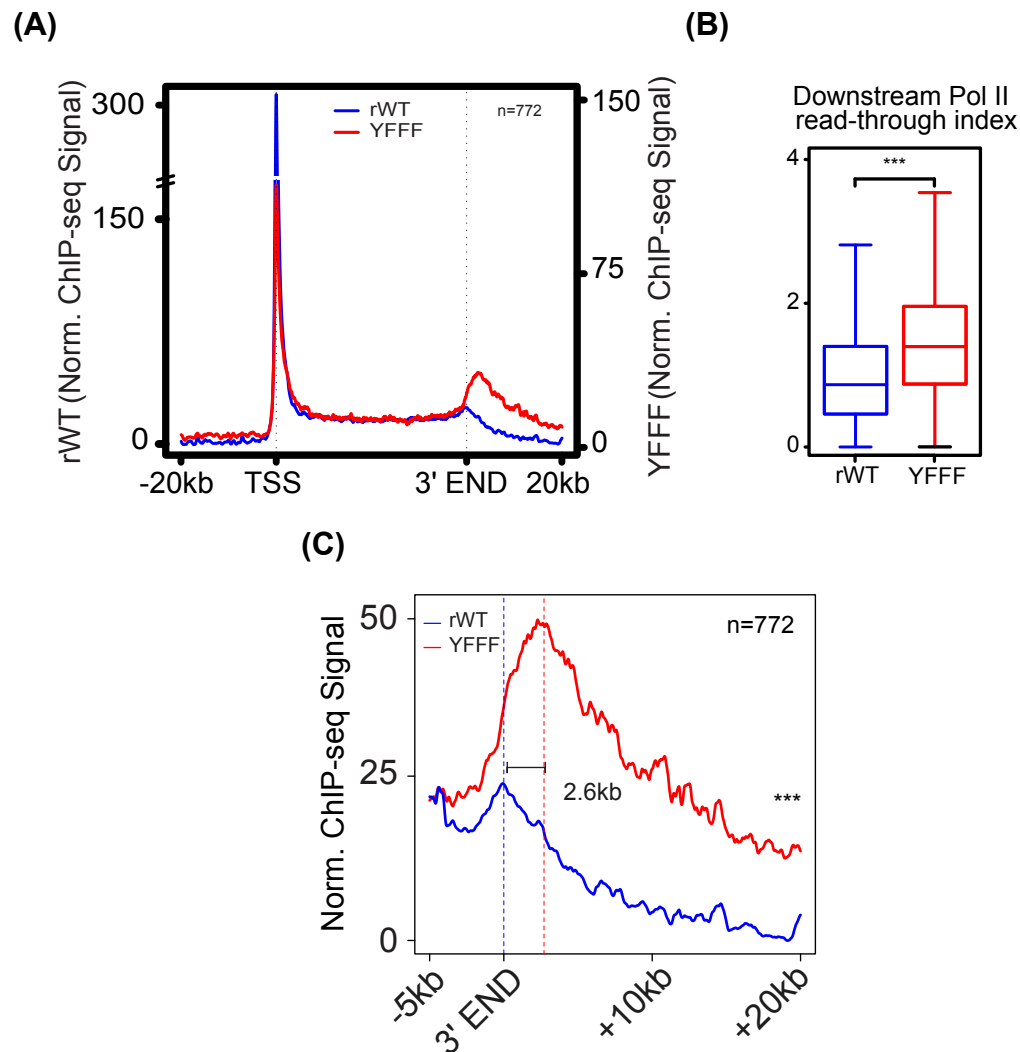 (A)
rWT (Norm. ChIP-seq Signal)
300
150
0
rWT
YFFF
n=772
150
75
0
YFFF (Norm. ChIP-seq Signal)
-20kb TSS 3' END 20kb
(B)
Downstream Pol II
read-through index
4
2
0
***
rWT YFFF
(C)
Norm. ChIP-seq Signal
50
25
0
rWT
YFFF
n=772
2.6kb
***
-5kb 3' END +10kb +20kb